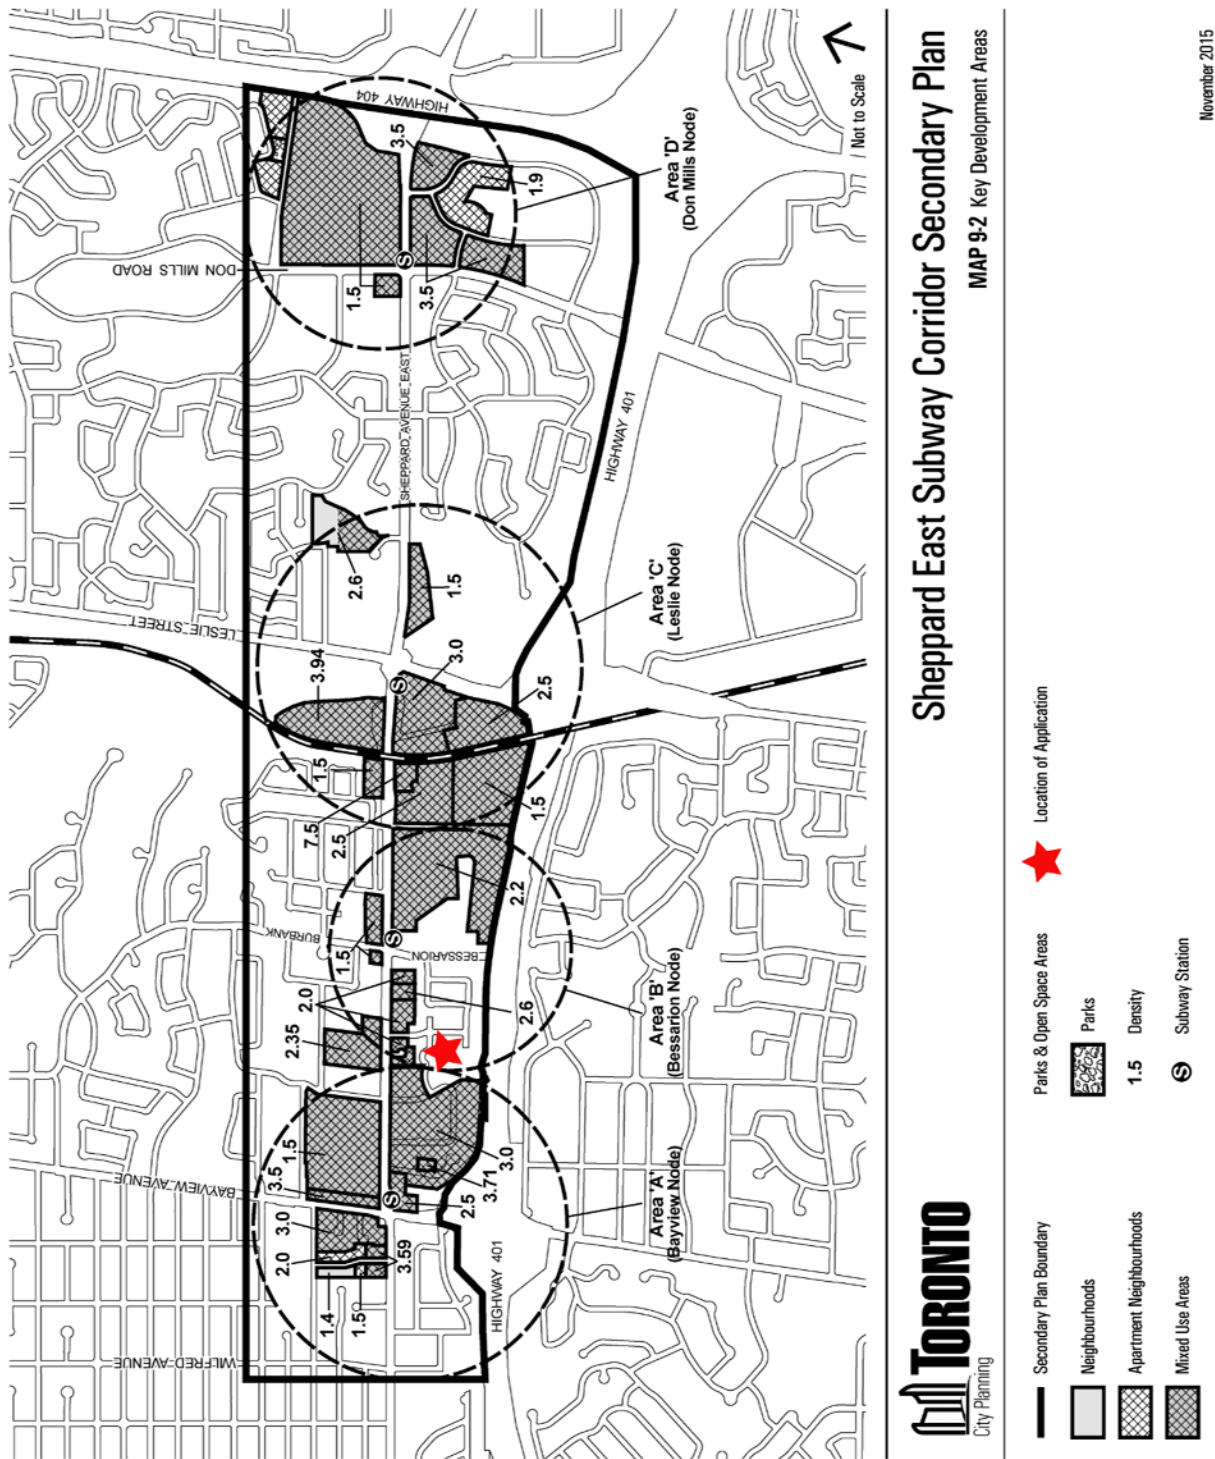 HIGHWAY 404
3.5
1.9
Area 'D'
(Don Mills Node)
DON MILLS ROAD
1.5
1.5
3.5
SHEPPARD AVENUE EAST
HIGHWAY 401
2.6
1.5
Area 'C'
(Leslie Node)
LESLIE STREET
3.94
3.0
2.5
1.5
7.5
2.5
1.5
2.2
BURBANK
BESSARION
1.5
2.0
2.6
2.35
Area 'B'
(Bessarion Node)
BAYVIEW AVENUE
1.5
3.5
3.0
3.71
2.5
3.0
2.0
3.59
1.4
1.5
Area 'A'
(Bayview Node)
HIGHWAY 401
WILFRED AVENUE
S
S
S
S
Not to Scale
TORONTO
City Planning
Sheppard East Subway Corridor Secondary Plan
MAP 9-2 Key Development Areas
Secondary Plan Boundary
Neighbourhoods
Apartment Neighbourhoods
Mixed Use Areas
Parks & Open Space Areas
Parks
1.5 Density
S Subway Station
Location of Application
November 2015